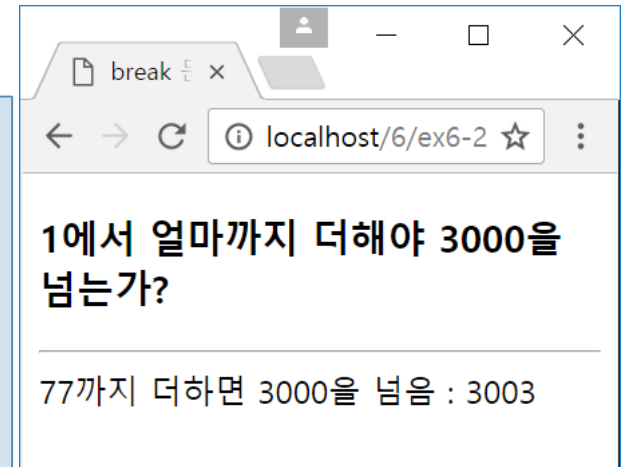 break
localhost/6/ex6-2
1에서 얼마까지 더해야 3000을
넘는가?
77까지 더하면 3000을 넘음 : 3003